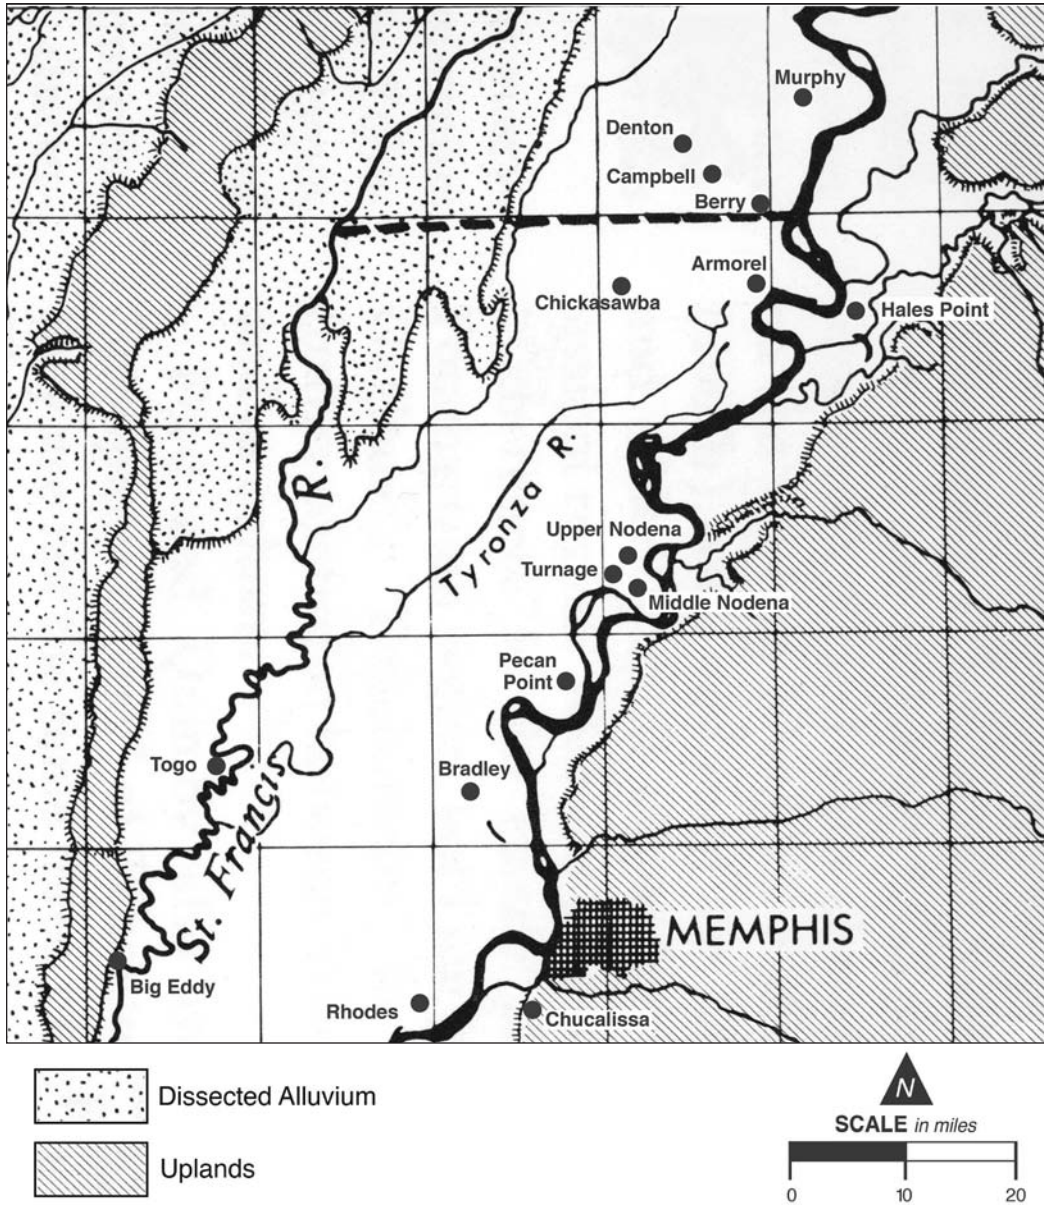 Murphy
Denton
Campbell
Berry
Armorel
Chickasawba
Hales Point
R.
Tyronza R.
Upper Nodena
Turnage
Middle Nodena
Pecan
Point
Togo
Bradley
St. Francis
MEMPHIS
Big Eddy
Rhodes
Chucalissa
Dissected Alluvium
Uplands
N
SCALE in miles
0 10 20